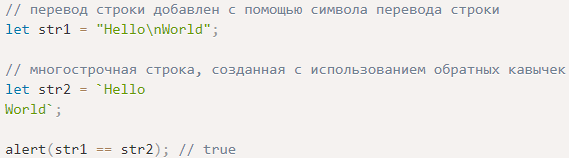 // перевод строки добавлен с помощью символа перевода строки
let str1 = "Hello\nWorld";
// многострочная строка, созданная с использованием обратных кавычек
let str2 = `Hello
World`;
alert(str1 == str2); // true